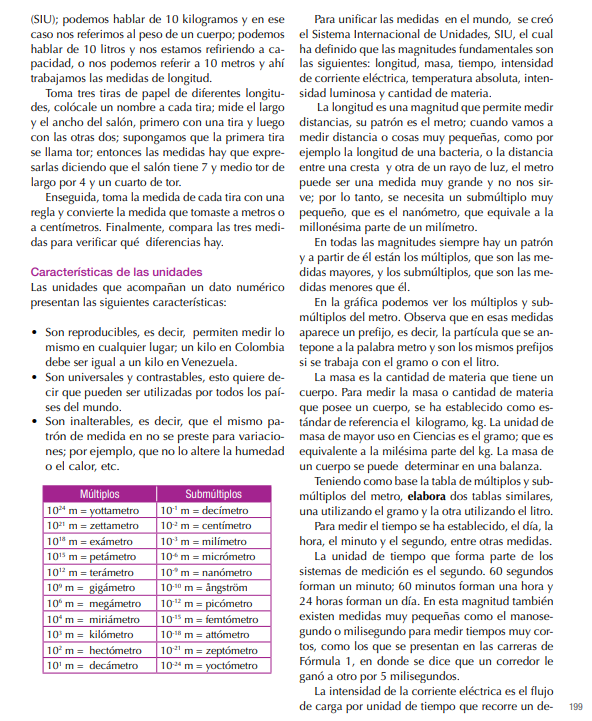 (SIU); podemos hablar de 10 kilogramos y en ese
caso nos referimos al peso de un cuerpo; podemos
hablar de 10 litros y nos estamos refiriendo a ca-
pacidad, o nos podemos referir a 10 metros y ahí
trabajamos las medidas de longitud.
Toma tres tiras de papel de diferentes longitu-
des, colócale un nombre a cada tira; mide el largo
y el ancho del salón, primero con una tira y luego
con las otras dos; supongamos que la primera tira
se llama tor; entonces las medidas hay que expre-
sarlas diciendo que el salón tiene 7 y medio tor de
largo por 4 y un cuarto de tor.
Enseguida, toma la medida de cada tira con una
regla y convierte la medida que tomaste a metros o
a centímetros. Finalmente, compara las tres medi-
das para verificar qué diferencias hay.
Características de las unidades
Las unidades que acompañan un dato numérico
presentan las siguientes características:
• Son reproducibles, es decir, permiten medir lo
mismo en cualquier lugar; un kilo en Colombia
debe ser igual a un kilo en Venezuela.
• Son universales y contrastables, esto quiere de-
cir que pueden ser utilizadas por todos los paí-
ses del mundo.
• Son inalterables, es decir, que el mismo pa-
trón de medida en no se preste para variacio-
nes; por ejemplo, que no lo altere la humedad
o el calor, etc.
Múltiplos Submúltiplos
10²⁴ m = yottametro 10⁻¹ m = decímetro
10²¹ m = zettametro 10⁻² m = centímetro
10¹⁸ m = exámetro 10⁻³ m = milímetro
10¹⁵ m = petámetro 10⁻⁶ m = micrómetro
10¹² m = terámetro 10⁻⁹ m = nanómetro
10⁹ m = gigámetro 10⁻¹⁰ m = ångström
10⁶ m = megámetro 10⁻¹² m = picómetro
10⁴ m = miriámetro 10⁻¹⁵ m = femtómetro
10³ m = kilómetro 10⁻¹⁸ m = attómetro
10² m = hectómetro 10⁻²¹ m = zeptómetro
10¹ m = decámetro 10⁻²⁴ m = yoctómetro
Para unificar las medidas en el mundo, se creó
el Sistema Internacional de Unidades, SIU, el cual
ha definido que las magnitudes fundamentales son
las siguientes: longitud, masa, tiempo, intensidad
de corriente eléctrica, temperatura absoluta, inten-
sidad luminosa y cantidad de materia.
La longitud es una magnitud que permite medir
distancias, su patrón es el metro; cuando vamos a
medir distancia o cosas muy pequeñas, como por
ejemplo la longitud de una bacteria, o la distancia
entre una cresta y otra de un rayo de luz, el metro
puede ser una medida muy grande y no nos sir-
ve; por lo tanto, se necesita un submúltiplo muy
pequeño, que es el nanómetro, que equivale a la
millonésima parte de un milímetro.
En todas las magnitudes siempre hay un patrón
y a partir de él están los múltiplos, que son las me-
didas mayores, y los submúltiplos, que son las me-
didas menores que él.
En la gráfica podemos ver los múltiplos y sub-
múltiplos del metro. Observa que en esas medidas
aparece un prefijo, es decir, la partícula que se an-
tepone a la palabra metro y son los mismos prefijos
si se trabaja con el gramo o con el litro.
La masa es la cantidad de materia que tiene un
cuerpo. Para medir la masa o cantidad de materia
que posee un cuerpo, se ha establecido como es-
tándar de referencia el kilogramo, kg. La unidad de
masa de mayor uso en Ciencias es el gramo; que es
equivalente a la milésima parte del kg. La masa de
un cuerpo se puede determinar en una balanza.
Teniendo como base la tabla de múltiplos y sub-
múltiplos del metro, elabora dos tablas similares,
una utilizando el gramo y la otra utilizando el litro.
Para medir el tiempo se ha establecido, el día, la
hora, el minuto y el segundo, entre otras medidas.
La unidad de tiempo que forma parte de los
sistemas de medición es el segundo. 60 segundos
forman un minuto; 60 minutos forman una hora y
24 horas forman un día. En esta magnitud también
existen medidas muy pequeñas como el manose-
gundo o milisegundo para medir tiempos muy cor-
tos, como los que se presentan en las carreras de
Fórmula 1, en donde se dice que un corredor le
ganó a otro por 5 milisegundos.
La intensidad de la corriente eléctrica es el flujo
de carga por unidad de tiempo que recorre un de-
199